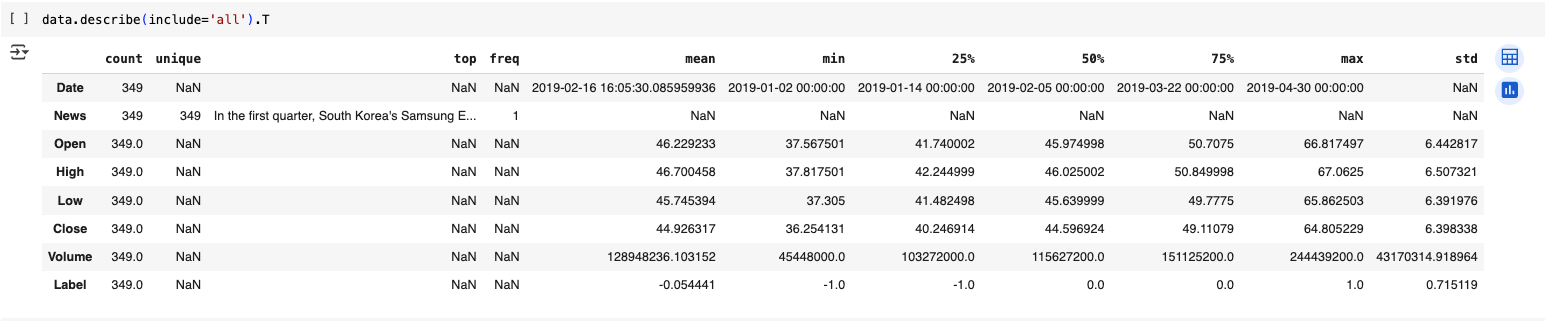 [ ] data.describe(include='all').T
count unique top freq mean min 25% 50% 75% max std
Date 349 NaN NaN NaN 2019-02-16 16:05:30.085959936 2019-01-02 00:00:00 2019-01-14 00:00:00 2019-02-05 00:00:00 2019-03-22 00:00:00 2019-04-30 00:00:00 NaN
News 349 349 In the first quarter, South Korea's Samsung E... 1 NaN NaN NaN NaN NaN NaN NaN
Open 349.0 NaN NaN NaN 46.229233 37.567501 41.740002 45.974998 50.7075 66.817497 6.442817
High 349.0 NaN NaN NaN 46.700458 37.817501 42.244999 46.025002 50.849998 67.0625 6.507321
Low 349.0 NaN NaN NaN 45.745394 37.305 41.482498 45.639999 49.7775 65.862503 6.391976
Close 349.0 NaN NaN NaN 44.926317 36.254131 40.246914 44.596924 49.11079 64.805229 6.398338
Volume 349.0 NaN NaN NaN 128948236.103152 45448000.0 103272000.0 115627200.0 151125200.0 244439200.0 43170314.918964
Label 349.0 NaN NaN NaN -0.054441 -1.0 -1.0 0.0 0.0 1.0 0.715119